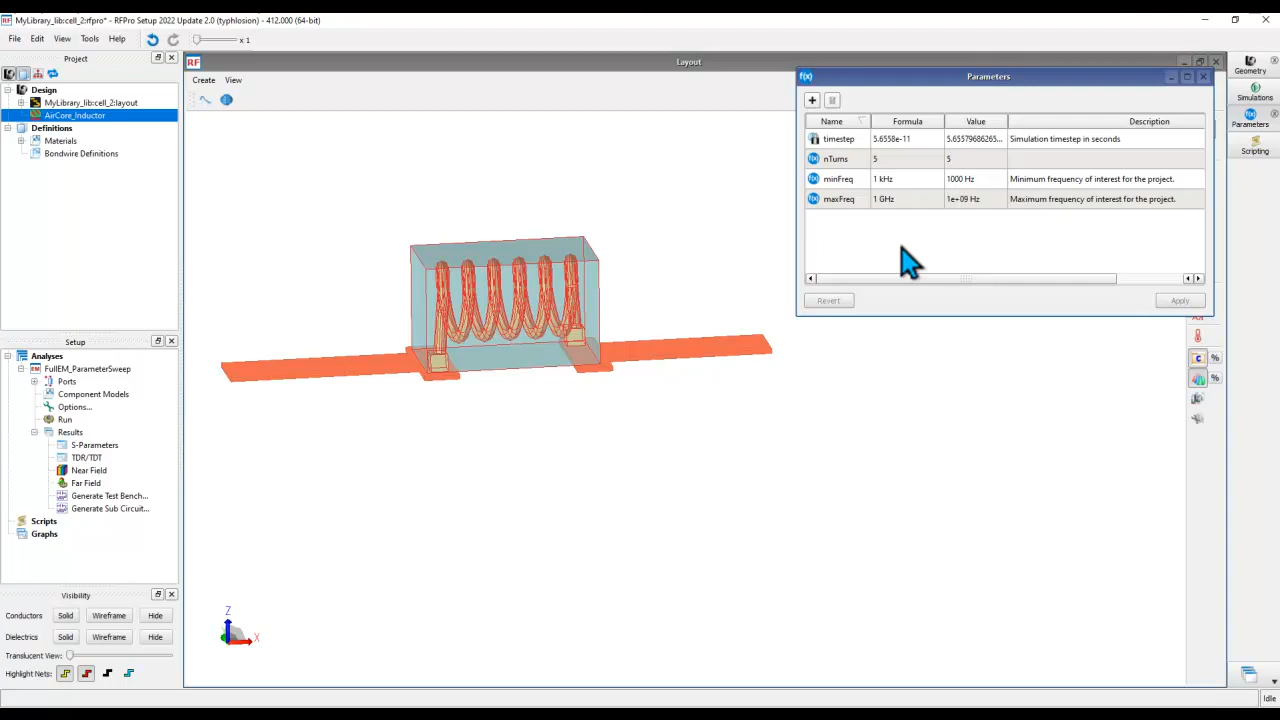 MyLibrary_lib:cell_2:rfpro* - RFPro Setup 2022 Update 2.0 (typhlosion) - 412.000 (64-bit)
File Edit View Tools Help x 1
Project
Design
MyLibrary_lib:cell_2:layout
AirCore_Inductor
Definitions
Materials
Bondwire Definitions
Setup
Analyses
FullEM_ParameterSweep
Ports
Component Models
Options...
Run
Results
S-Parameters
TDR/TDT
Near Field
Far Field
Generate Test Bench...
Generate Sub Circuit...
Scripts
Graphs
Visibility
Conductors Solid Wireframe Hide
Dielectrics Solid Wireframe Hide
Translucent View:
Highlight Nets:
RF Layout
Create View
Z
X
f(x) Parameters
Name Formula Value Description
timestep 5.6558e-11 5.65579686265... Simulation timestep in seconds
nTurns 5 5
minFreq 1 kHz 1000 Hz Minimum frequency of interest for the project.
maxFreq 1 GHz 1e+09 Hz Maximum frequency of interest for the project.
Revert Apply
Geometry
Simulations
Parameters
Scripting
Idle